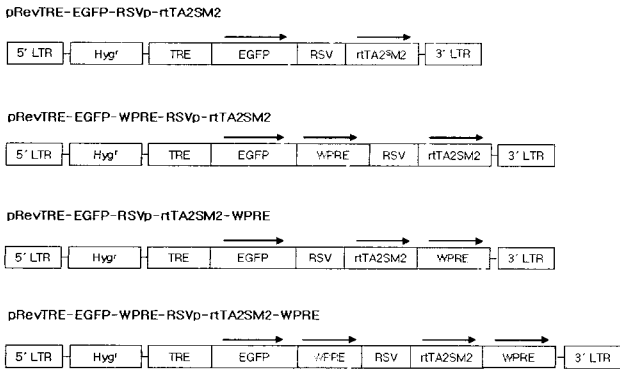 pRevTRE-EGFP-RSVp-rtTA2SM2
5' LTR Hygʳ TRE EGFP RSV rtTA2ˢM2 3' LTR
pRevTRE-EGFP-WPRE-RSVp-rtTA2SM2
5' LTR Hygʳ TRE EGFP WPRE RSV rtTA2SM2 3' LTR
pRevTRE-EGFP-RSVp-rtTA2SM2-WPRE
5' LTR Hygʳ TRE EGFP RSV rtTA2SM2 WPRE 3' LTR
pRevTRE-EGFP-WPRE-RSVp-rtTA2SM2-WPRE
5' LTR Hygʳ TRE EGFP WPRE RSV rtTA2SM2 WPRE 3' LTR